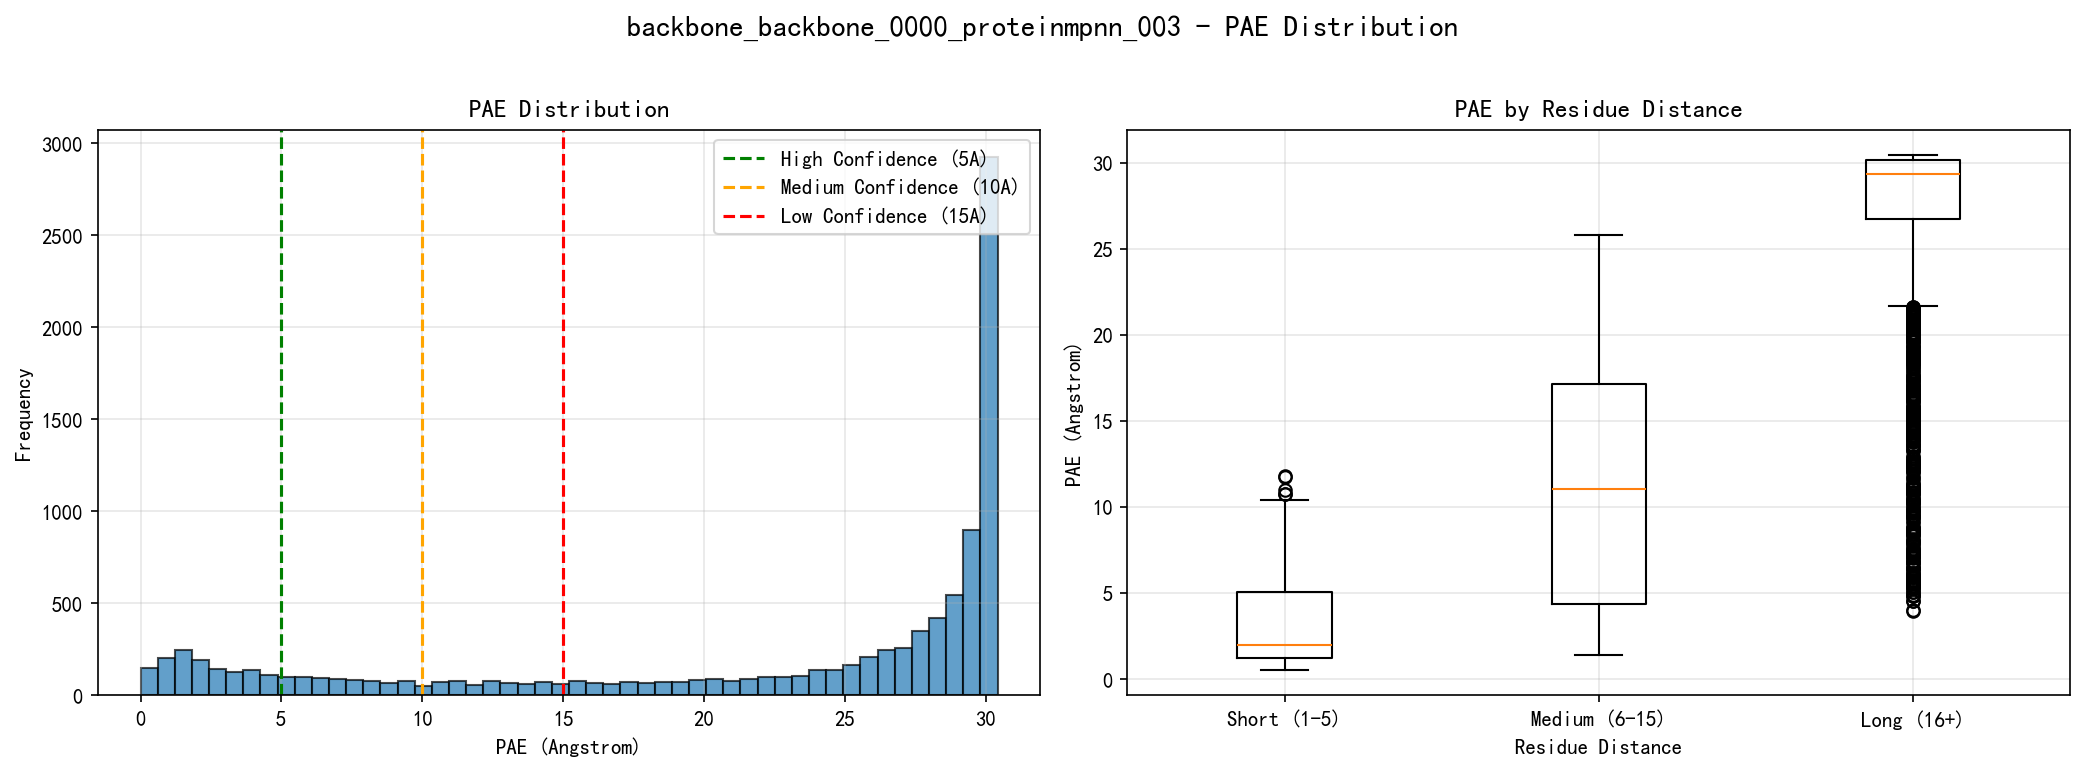 backbone_backbone_0000_proteinmpnn_003 - PAE Distribution
PAE Distribution
3000
2500
2000
1500
1000
500
0
Frequency
High Confidence (5A)
Medium Confidence (10A)
Low Confidence (15A)
0 5 10 15 20 25 30
PAE (Angstrom)
PAE by Residue Distance
30
25
20
15
10
5
0
PAE (Angstrom)
Short (1-5) Medium (6-15) Long (16+)
Residue Distance